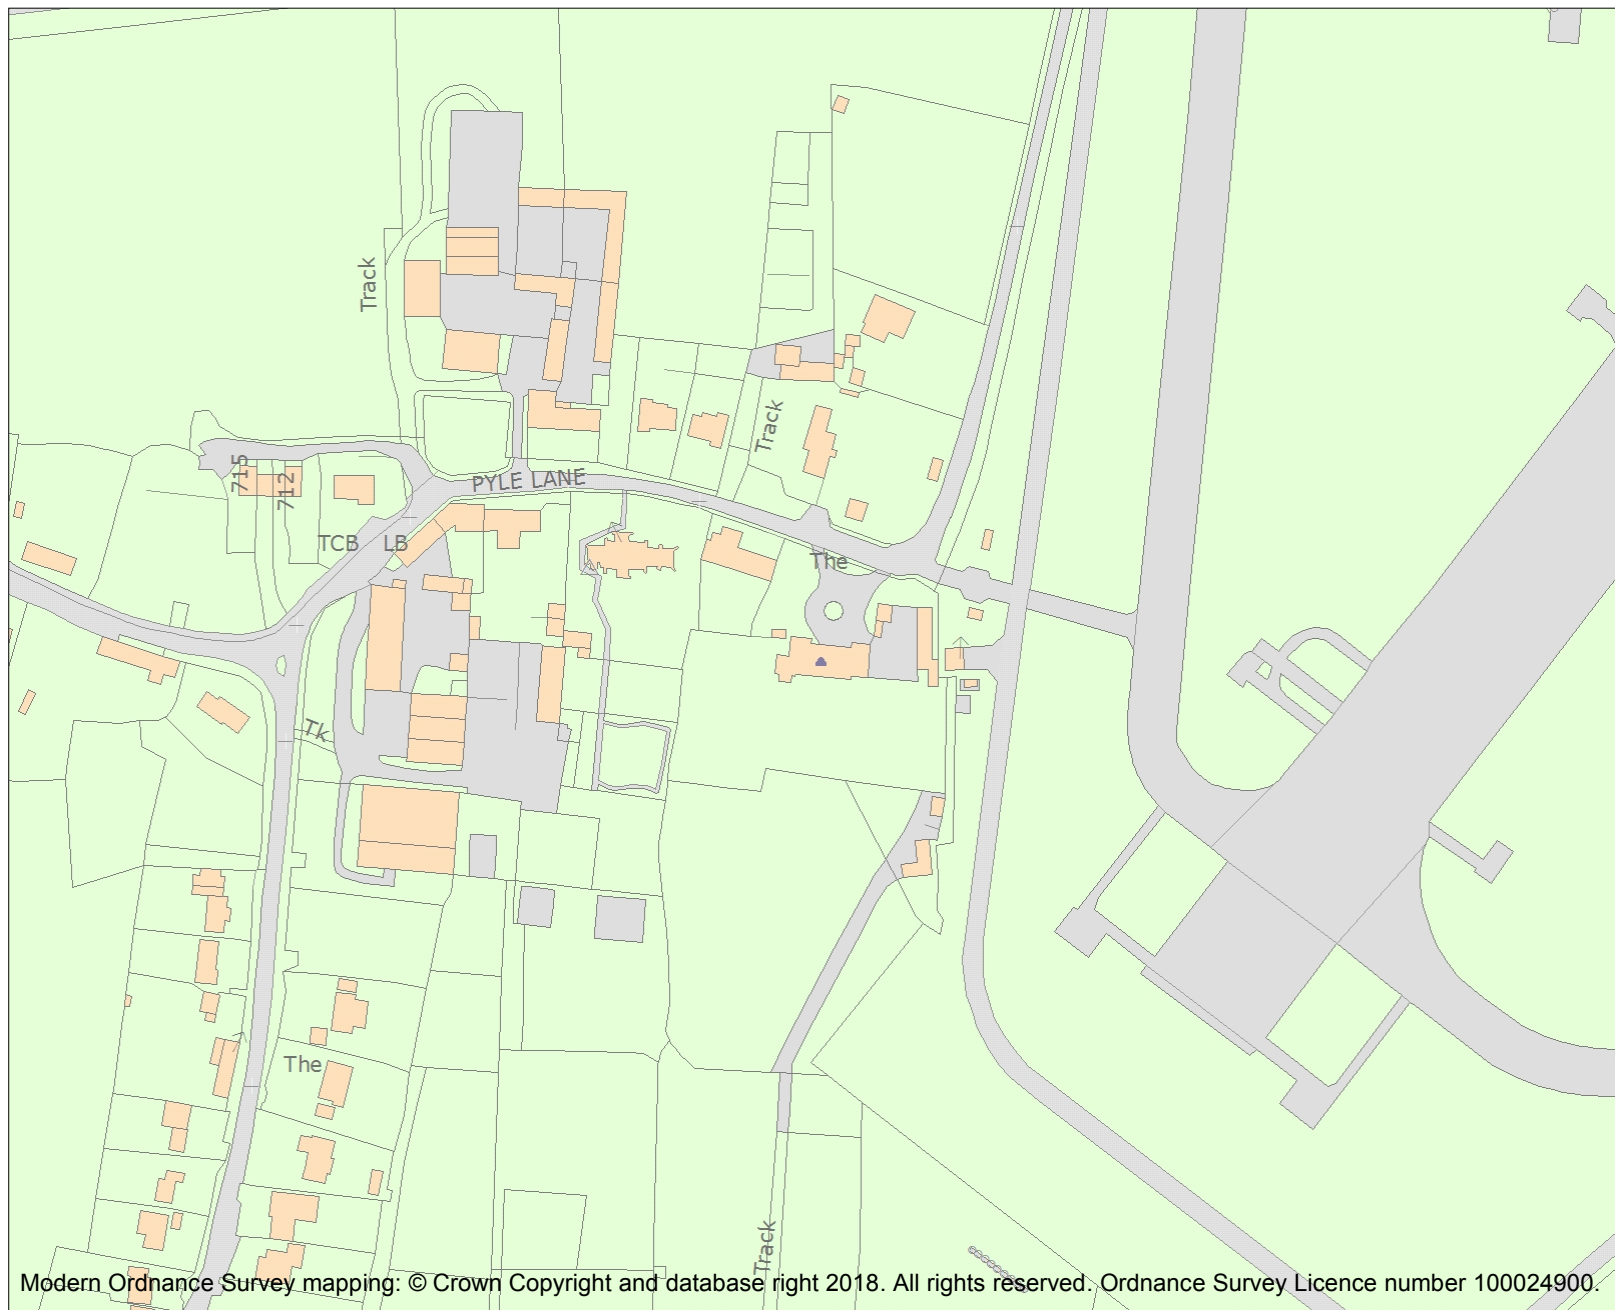 Track
Track
715
712
PYLE LANE
TCB LB
The
Tk
The
Track
Modern Ordnance Survey mapping: © Crown Copyright and database right 2018. All rights reserved. Ordnance Survey Licence number 100024900.